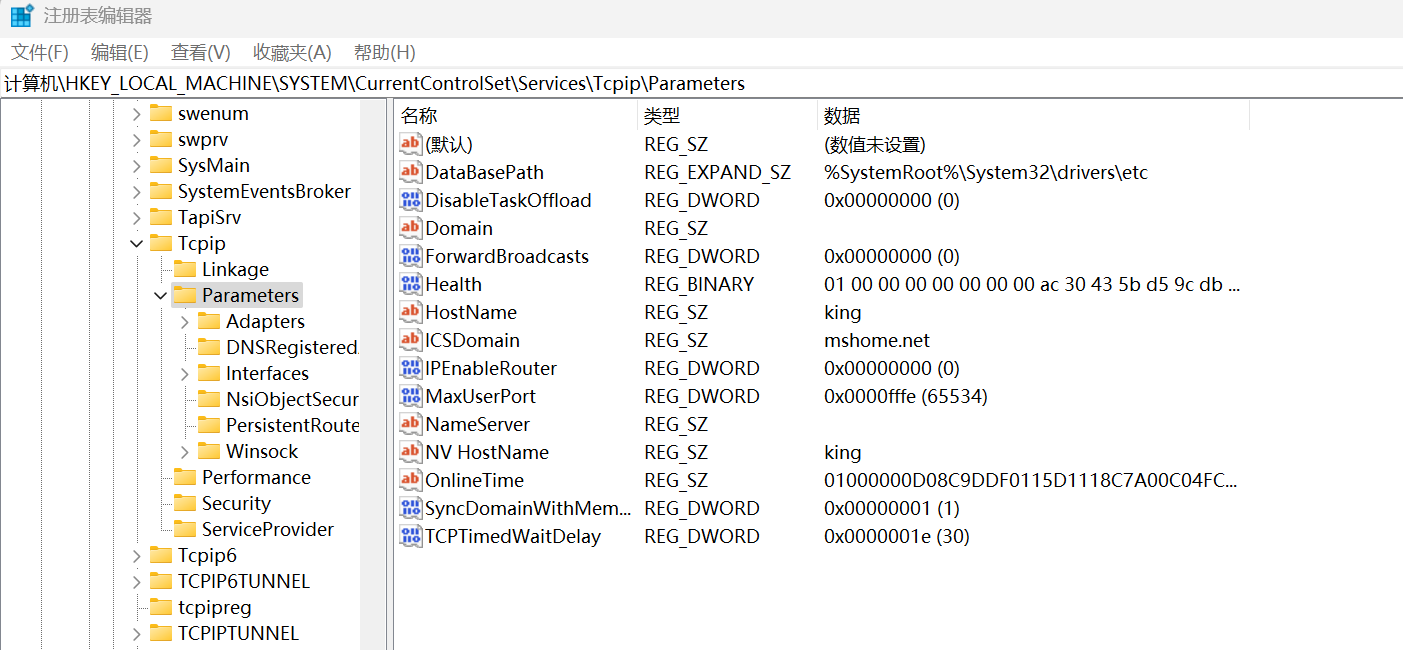 注册表编辑器
文件(F) 编辑(E) 查看(V) 收藏夹(A) 帮助(H)
计算机\HKEY_LOCAL_MACHINE\SYSTEM\CurrentControlSet\Services\Tcpip\Parameters
swenum
swprv
SysMain
SystemEventsBroker
TapiSrv
Tcpip
Linkage
Parameters
Adapters
DNSRegistered
Interfaces
NsiObjectSecur
PersistentRoute
Winsock
Performance
Security
ServiceProvider
Tcpip6
TCPIP6TUNNEL
tcpipreg
TCPIPTUNNEL
名称 类型 数据
(默认) REG_SZ (数值未设置)
DataBasePath REG_EXPAND_SZ %SystemRoot%\System32\drivers\etc
DisableTaskOffload REG_DWORD 0x00000000 (0)
Domain REG_SZ
ForwardBroadcasts REG_DWORD 0x00000000 (0)
Health REG_BINARY 01 00 00 00 00 00 00 00 ac 30 43 5b d5 9c db ...
HostName REG_SZ king
ICSDomain REG_SZ mshome.net
IPEnableRouter REG_DWORD 0x00000000 (0)
MaxUserPort REG_DWORD 0x0000fffe (65534)
NameServer REG_SZ
NV HostName REG_SZ king
OnlineTime REG_SZ 01000000D08C9DDF0115D1118C7A00C04FC...
SyncDomainWithMem... REG_DWORD 0x00000001 (1)
TCPTimedWaitDelay REG_DWORD 0x0000001e (30)